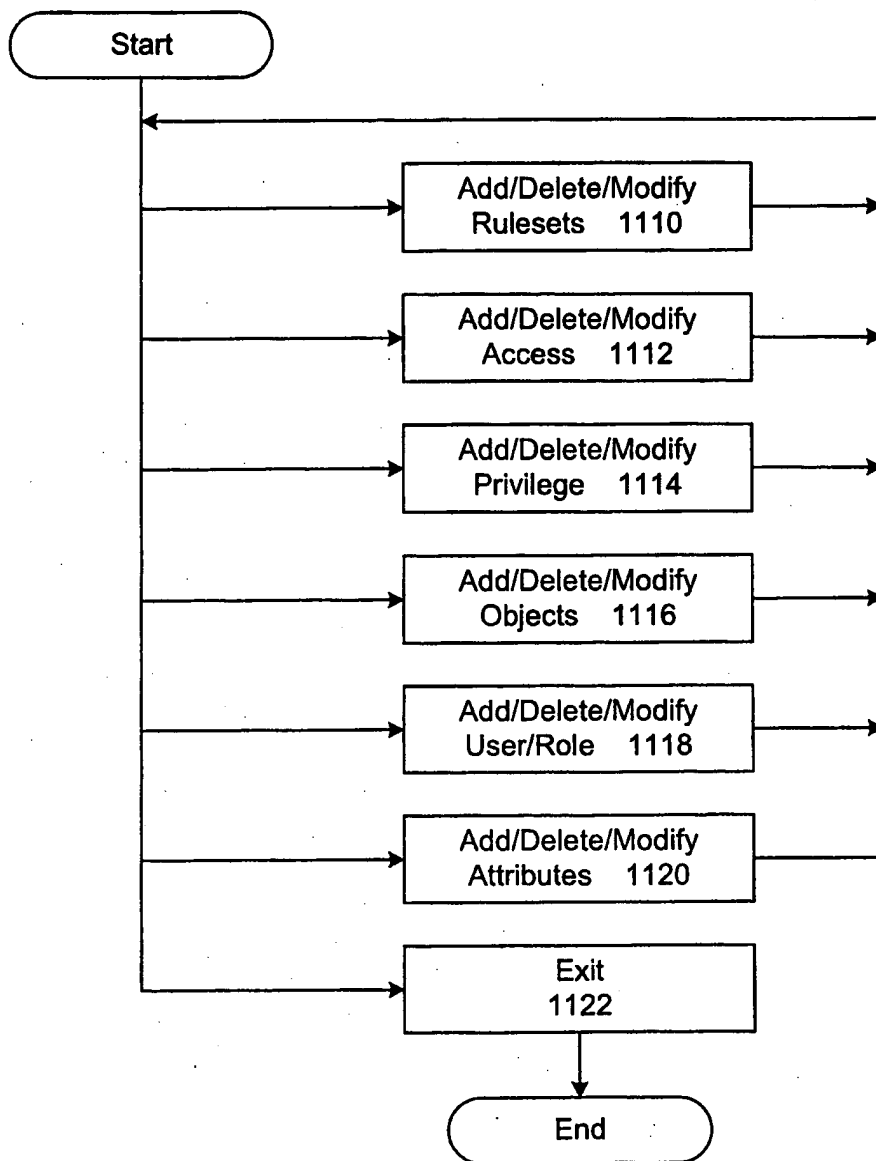 Start
Add/Delete/Modify
Rulesets 1110
Add/Delete/Modify
Access 1112
Add/Delete/Modify
Privilege 1114
Add/Delete/Modify
Objects 1116
Add/Delete/Modify
User/Role 1118
Add/Delete/Modify
Attributes 1120
Exit
1122
End